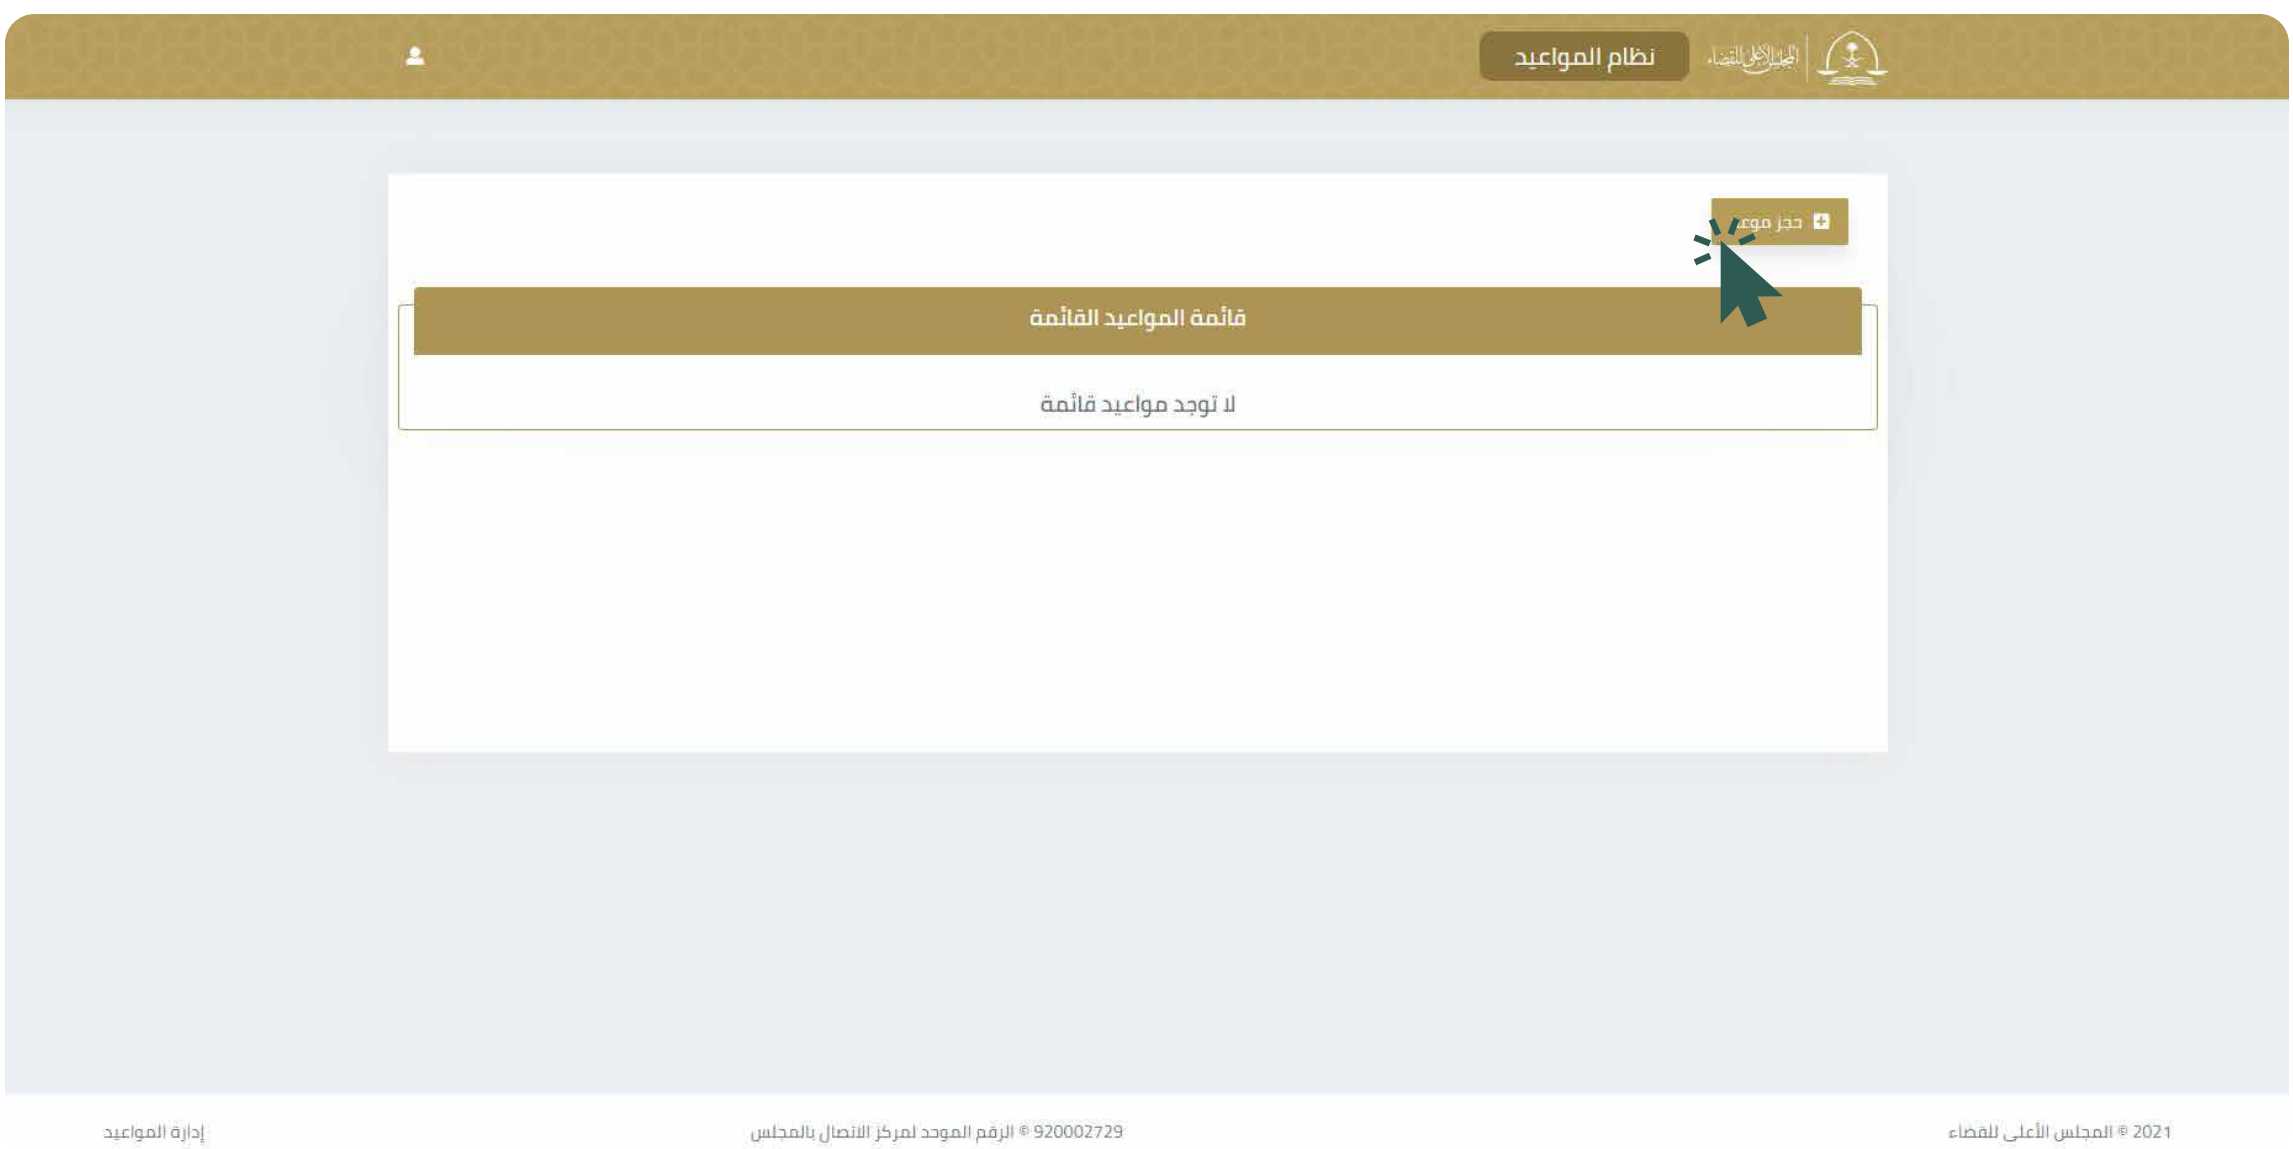 المجلس الأعلى للقضاء
نظام المواعيد
حجز موعد
قائمة المواعيد القائمة
لا توجد مواعيد قائمة
2021 © المجلس الأعلى للقضاء
920002729 © الرقم الموحد لمركز الاتصال بالمجلس
إدارة المواعيد